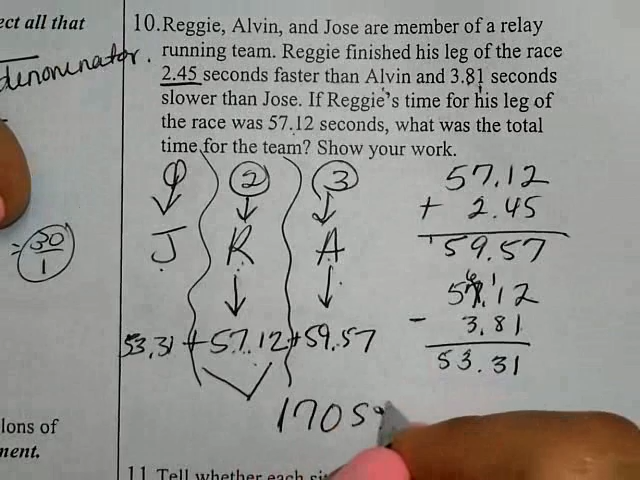 ect all that
denominator.
30
1
lons of
nent.
10. Reggie, Alvin, and Jose are member of a relay
running team. Reggie finished his leg of the race
2.45 seconds faster than Alvin and 3.81 seconds
slower than Jose. If Reggie's time for his leg of
the race was 57.12 seconds, what was the total
time for the team? Show your work.
1 2 3
J R A
53.31 + 57.12 + 59.57
170 s
57.12
+ 2.45
59.57
57.12
- 3.81
53.31
11. Tell whether each si